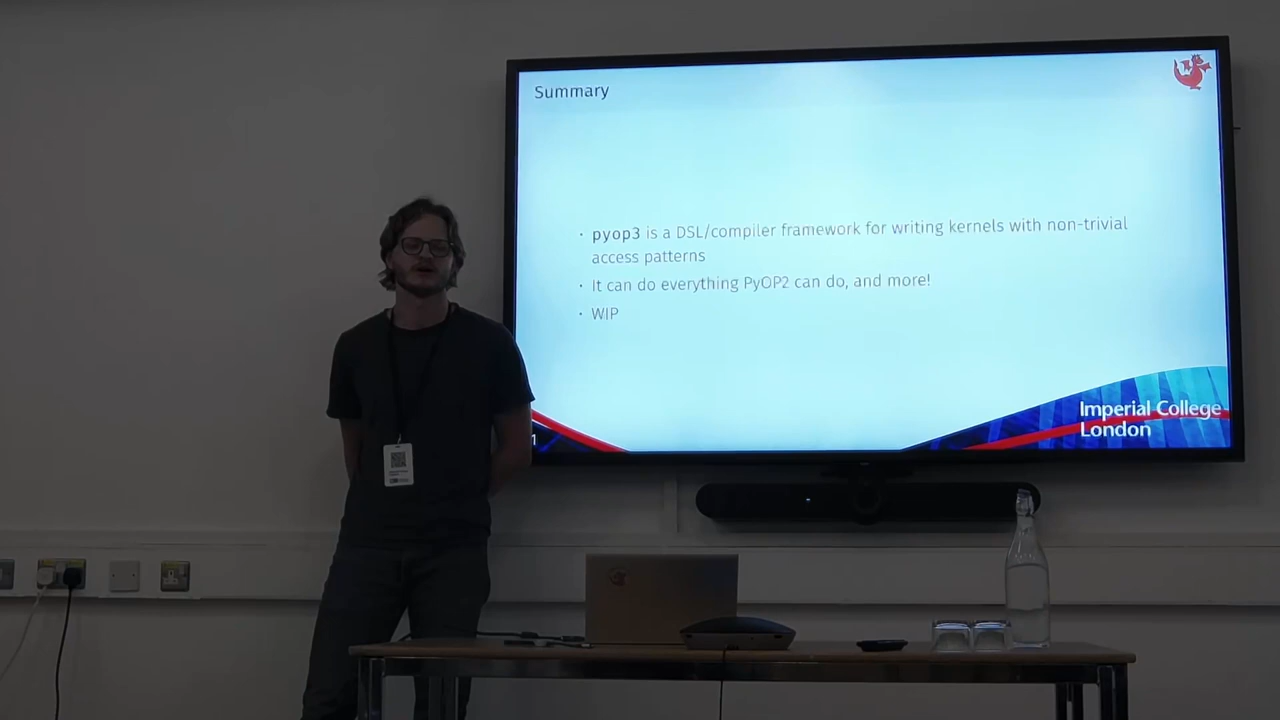 Summary
· pyop3 is a DSL/compiler framework for writing kernels with non-trivial
access patterns
· It can do everything PyOP2 can do, and more!
· WIP
Imperial College
London